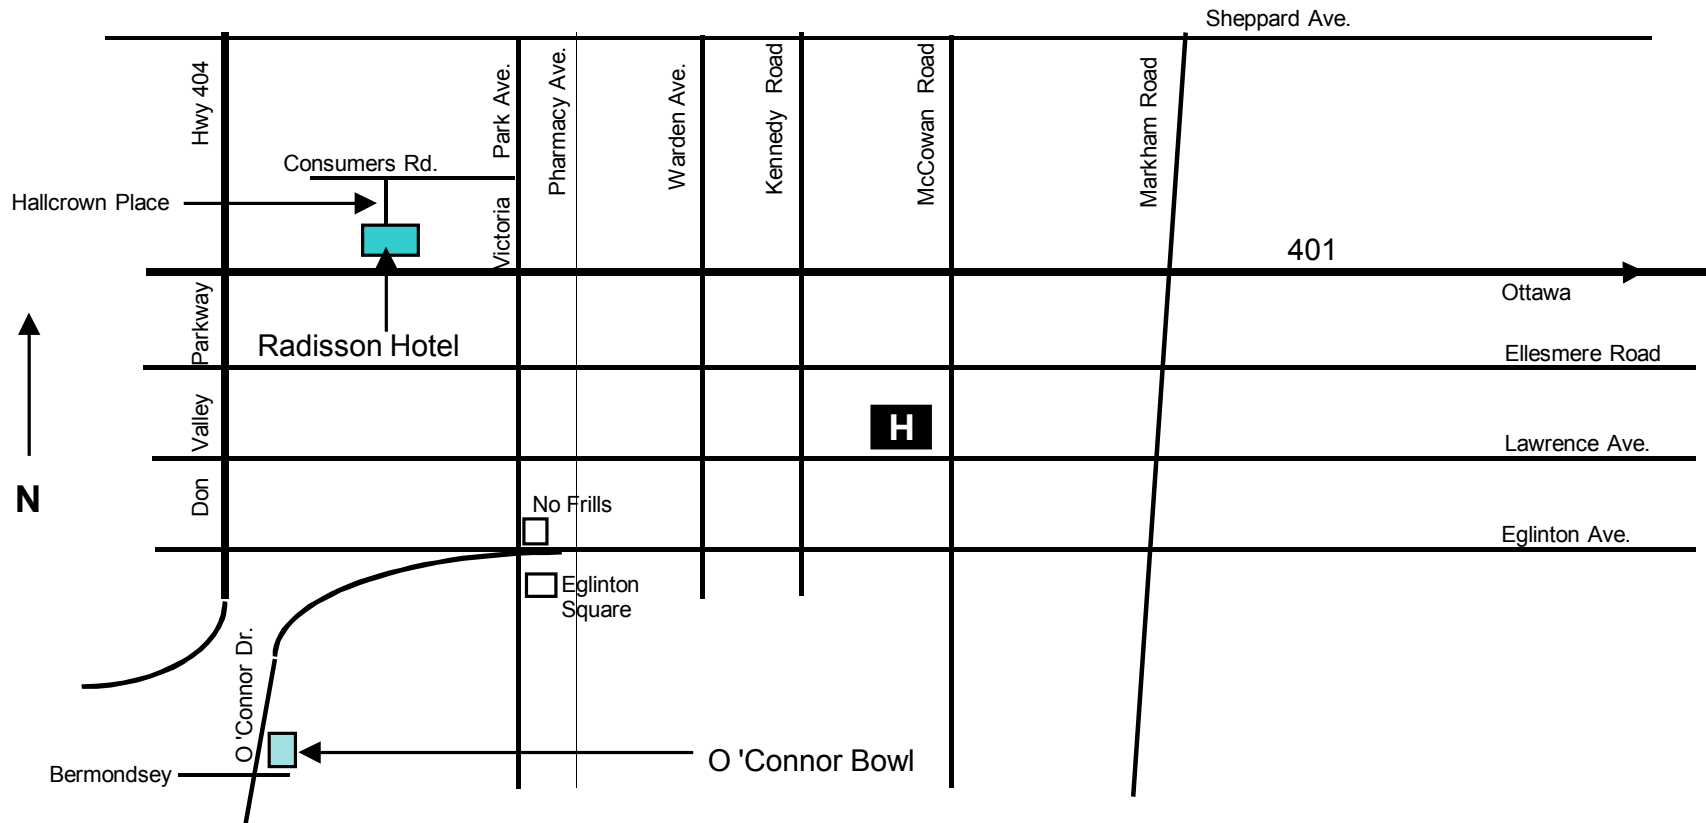 Sheppard Ave.
Hwy 404
Victoria Park Ave.
Pharmacy Ave.
Warden Ave.
Kennedy Road
McCowan Road
Markham Road
Consumers Rd.
Hallcrown Place
401
Ottawa
Radisson Hotel
Don Valley Parkway
Ellesmere Road
H
Lawrence Ave.
N
No Frills
Eglinton Ave.
Eglinton
Square
O 'Connor Dr.
O 'Connor Bowl
Bermondsey